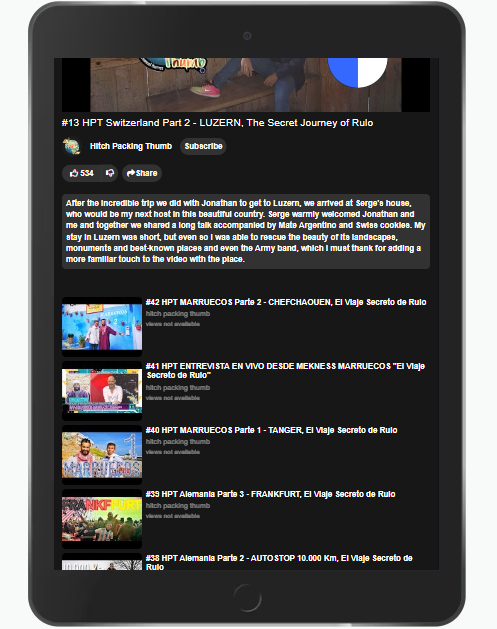 Thumb
#13 HPT Switzerland Part 2 - LUZERN, The Secret Journey of Rulo
Hitch Packing Thumb
Subscribe
534
Share
After the incredible trip we did with Jonathan to get to Luzern, we arrived at Serge's house,
who would be my next host in this beautiful country. Serge warmly welcomed Jonathan and
me and together we shared a long talk accompanied by Mate Argentino and Swiss cookies. My
stay in Luzern was short, but even so I was able to rescue the beauty of its landscapes,
monuments and best-known places and even the Army band, which I must thank for adding a
more familiar touch to the video with the place.
#42 HPT MARRUECOS Parte 2 - CHEFCHAOUEN, El Viaje Secreto de Rulo
hitch packing thumb
views not available
#41 HPT ENTREVISTA EN VIVO DESDE MEKNESS MARRUECOS "El Viaje
Secreto de Rulo"
hitch packing thumb
views not available
#40 HPT MARRUECOS Parte 1 - TANGER, El Viaje Secreto de Rulo
hitch packing thumb
views not available
MARRUECOS
#39 HPT Alemania Parte 3 - FRANKFURT, El Viaje Secreto de Rulo
hitch packing thumb
views not available
FRANKFURT
#38 HPT Alemania Parte 2 - AUTOSTOP 10.000 Km, El Viaje Secreto de
Rulo